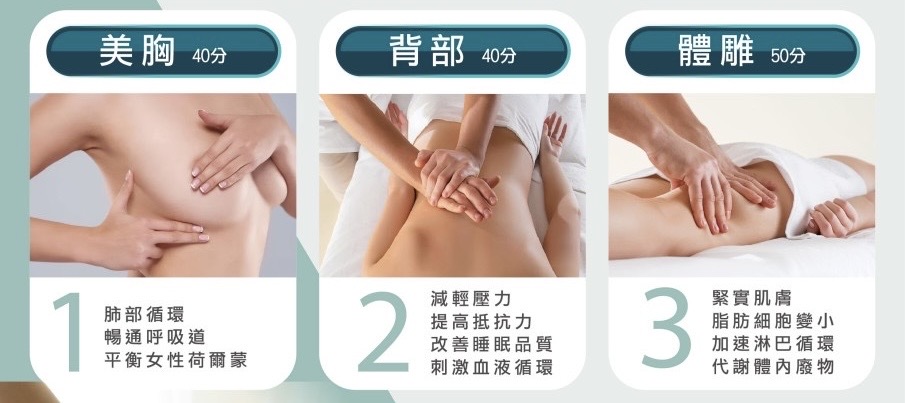 美胸 40分
肺部循環
暢通呼吸道
平衡女性荷爾蒙
1
背部 40分
減輕壓力
提高抵抗力
改善睡眠品質
刺激血液循環
2
體雕 50分
緊實肌膚
脂肪細胞變小
加速淋巴循環
代謝體內廢物
3